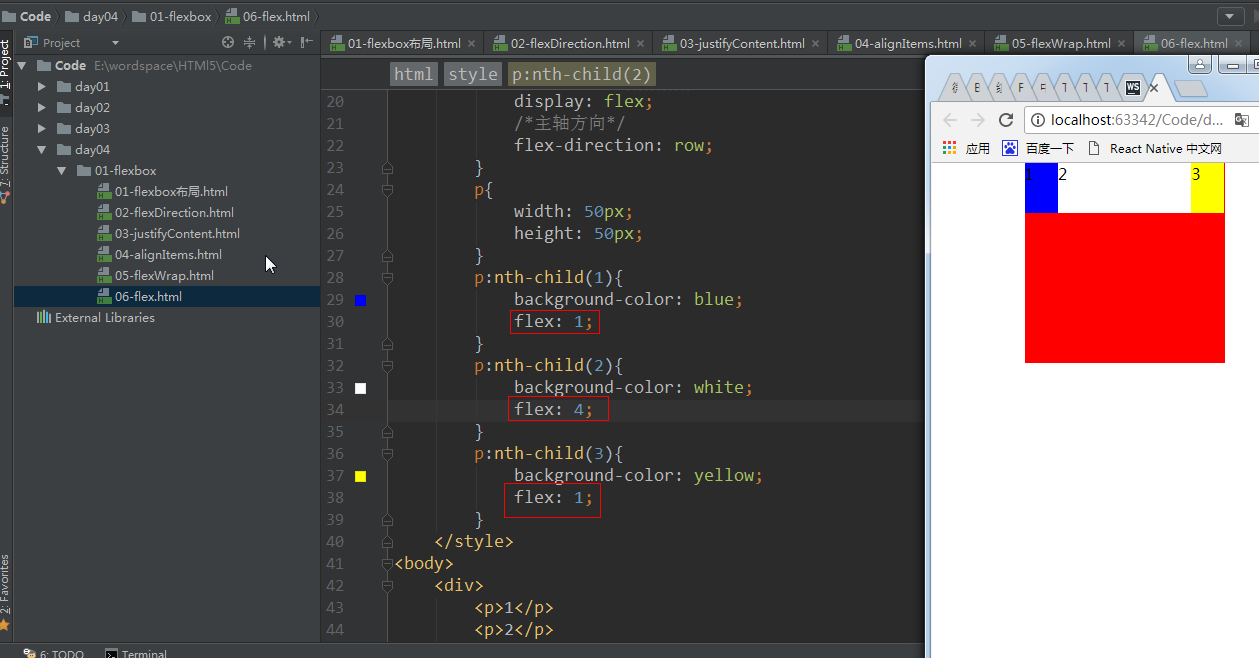 Code day04 01-flexbox 06-flex.html
Project
01-flexbox布局.html 02-flexDirection.html 03-justifyContent.html 04-alignItems.html 05-flexWrap.html 06-flex.html
1: Project
7: Structure
2: Favorites
Code E:\wordspace\HTMl5\Code
day01
day02
day03
day04
01-flexbox
01-flexbox布局.html
02-flexDirection.html
03-justifyContent.html
04-alignItems.html
05-flexWrap.html
06-flex.html
External Libraries
html style p:nth-child(2)
20 display: flex;
21 /*主轴方向*/
22 flex-direction: row;
23 }
24 p{
25 width: 50px;
26 height: 50px;
27 }
28 p:nth-child(1){
29 background-color: blue;
30 flex: 1;
31 }
32 p:nth-child(2){
33 background-color: white;
34 flex: 4;
35 }
36 p:nth-child(3){
37 background-color: yellow;
38 flex: 1;
39 }
40 </style>
41 <body>
42 <div>
43 <p>1</p>
44 <p>2</p>
6: TODO Terminal
E F T T T WS
localhost:63342/Code/d...
应用 百度一下 React Native 中文网
1 2 3